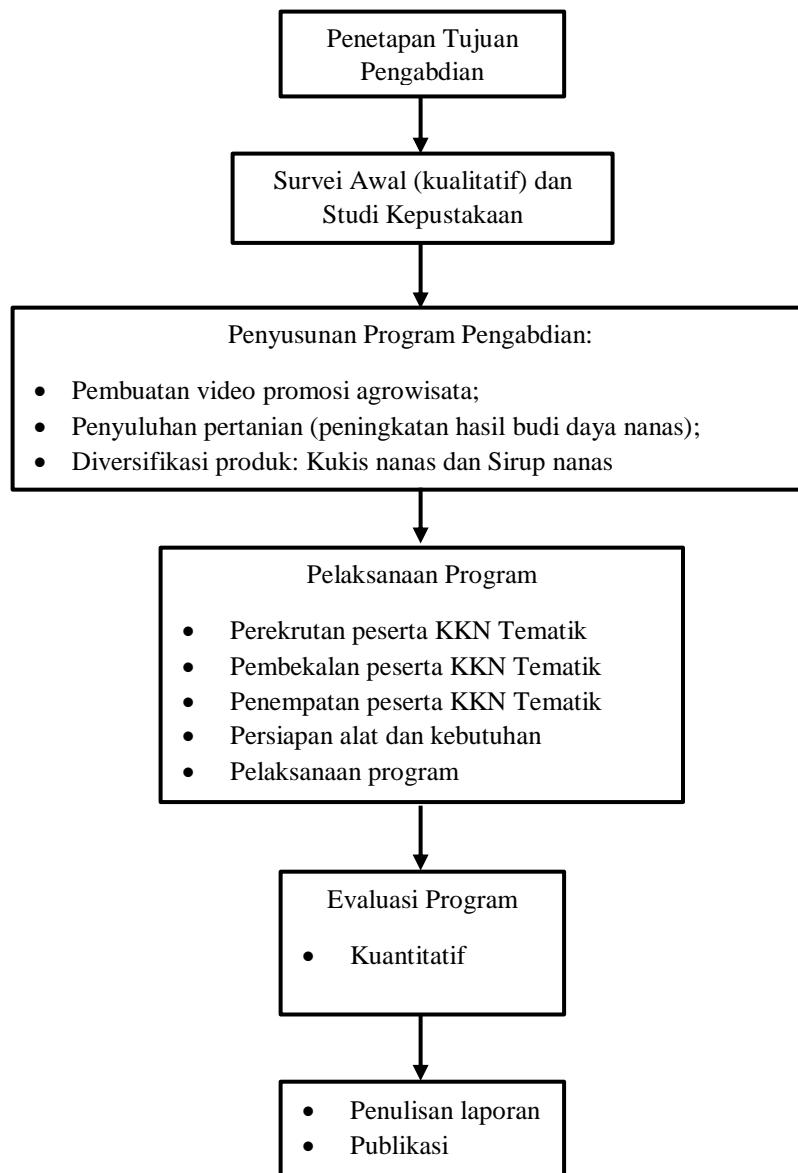 Penetapan Tujuan
Pengabdian
Survei Awal (kualitatif) dan
Studi Kepustakaan
Penyusunan Program Pengabdian:
• Pembuatan video promosi agrowisata;
• Penyuluhan pertanian (peningkatan hasil budi daya nanas);
• Diversifikasi produk: Kukis nanas dan Sirup nanas
Pelaksanaan Program
• Perekrutan peserta KKN Tematik
• Pembekalan peserta KKN Tematik
• Penempatan peserta KKN Tematik
• Persiapan alat dan kebutuhan
• Pelaksanaan program
Evaluasi Program
• Kuantitatif
• Penulisan laporan
• Publikasi